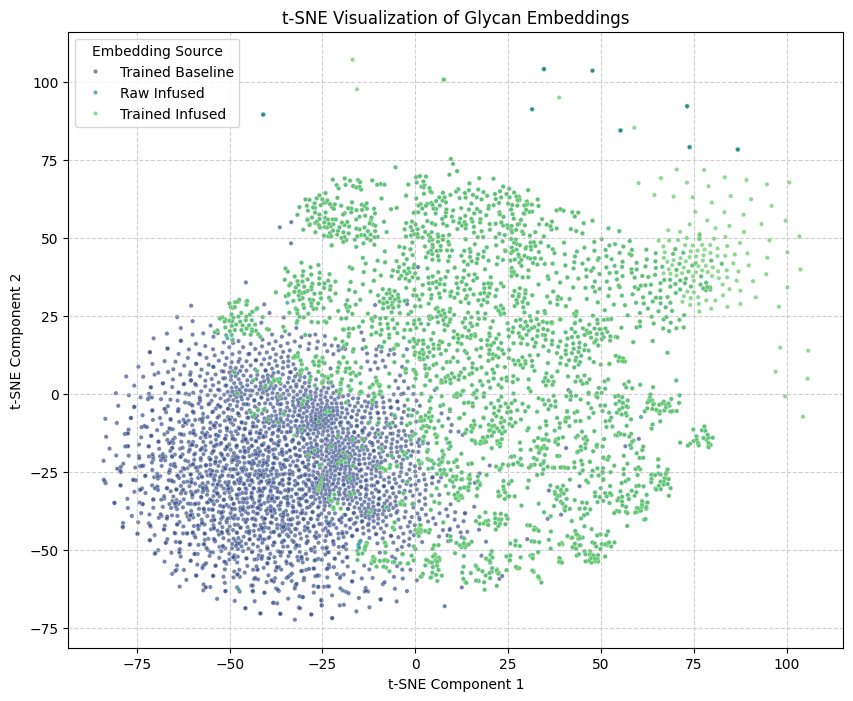 t-SNE Visualization of Glycan Embeddings
Embedding Source
Trained Baseline
Raw Infused
Trained Infused
100
75
50
25
0
−25
−50
−75
t-SNE Component 2
−75
−50
−25
0
25
50
75
100
t-SNE Component 1